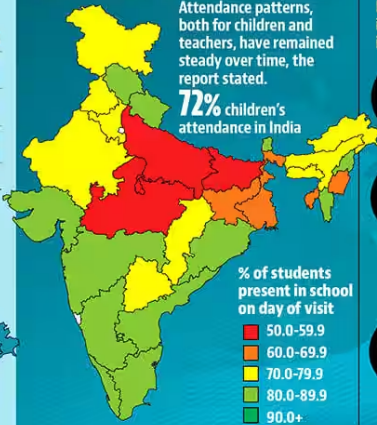 Attendance patterns,
both for children and
teachers, have remained
steady over time, the
report stated.
72% children's
attendance in India
% of students
present in school
on day of visit
50.0-59.9
60.0-69.9
70.0-79.9
80.0-89.9
90.0+